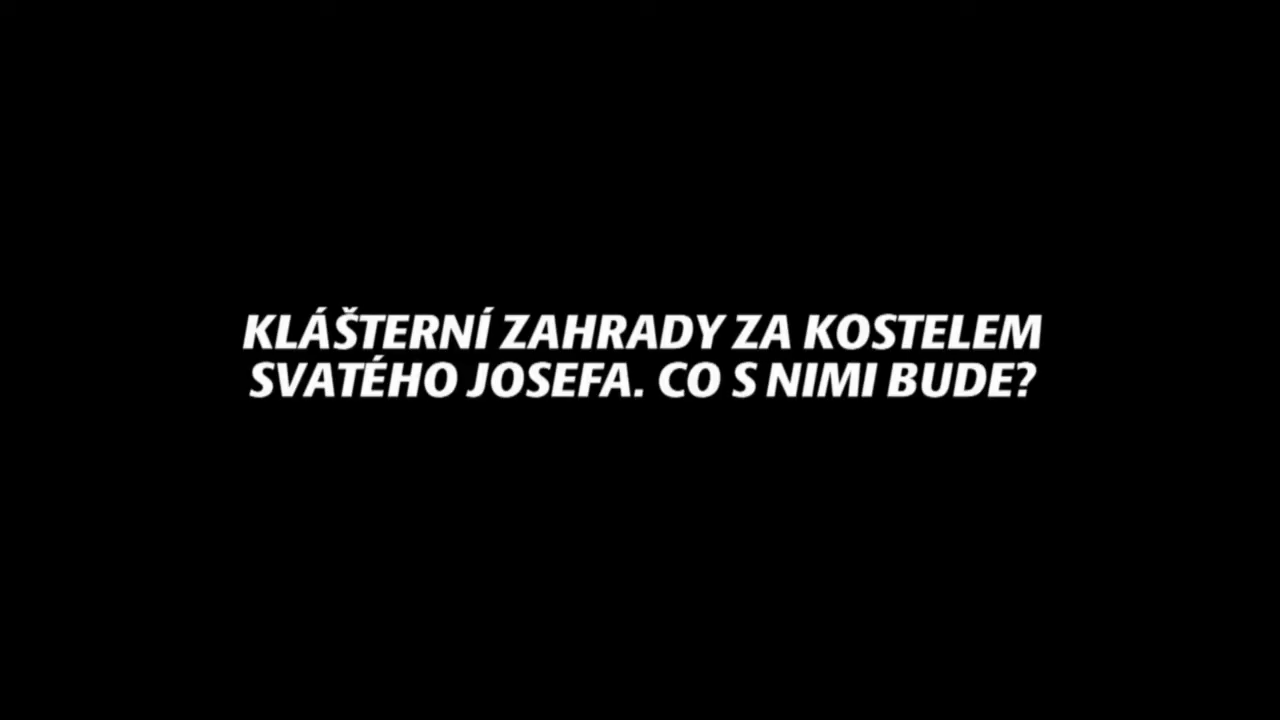 KLÁŠTERNÍ ZAHRADY ZA KOSTELEM
SVATÉHO JOSEFA. CO S NIMI BUDE?